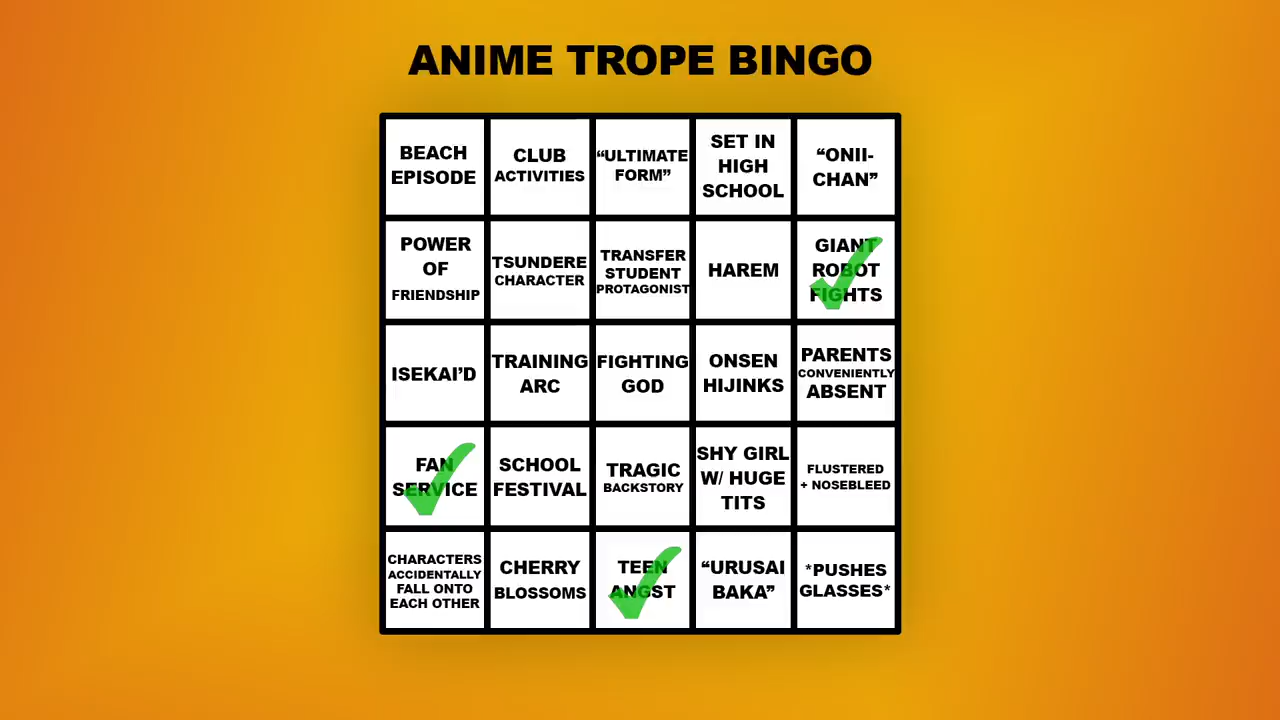 ANIME TROPE BINGO
BEACH
EPISODE
CLUB
ACTIVITIES
“ULTIMATE
FORM”
SET IN
HIGH
SCHOOL
“ONII-
CHAN”
POWER
OF
FRIENDSHIP
TSUNDERE
CHARACTER
TRANSFER
STUDENT
PROTAGONIST
HAREM
GIANT
ROBOT
FIGHTS
ISEKAI’D
TRAINING
ARC
FIGHTING
GOD
ONSEN
HIJINKS
PARENTS
CONVENIENTLY
ABSENT
FAN
SERVICE
SCHOOL
FESTIVAL
TRAGIC
BACKSTORY
SHY GIRL
W/ HUGE
TITS
FLUSTERED
+ NOSEBLEED
CHARACTERS
ACCIDENTALLY
FALL ONTO
EACH OTHER
CHERRY
BLOSSOMS
TEEN
ANGST
“URUSAI
BAKA”
*PUSHES
GLASSES*